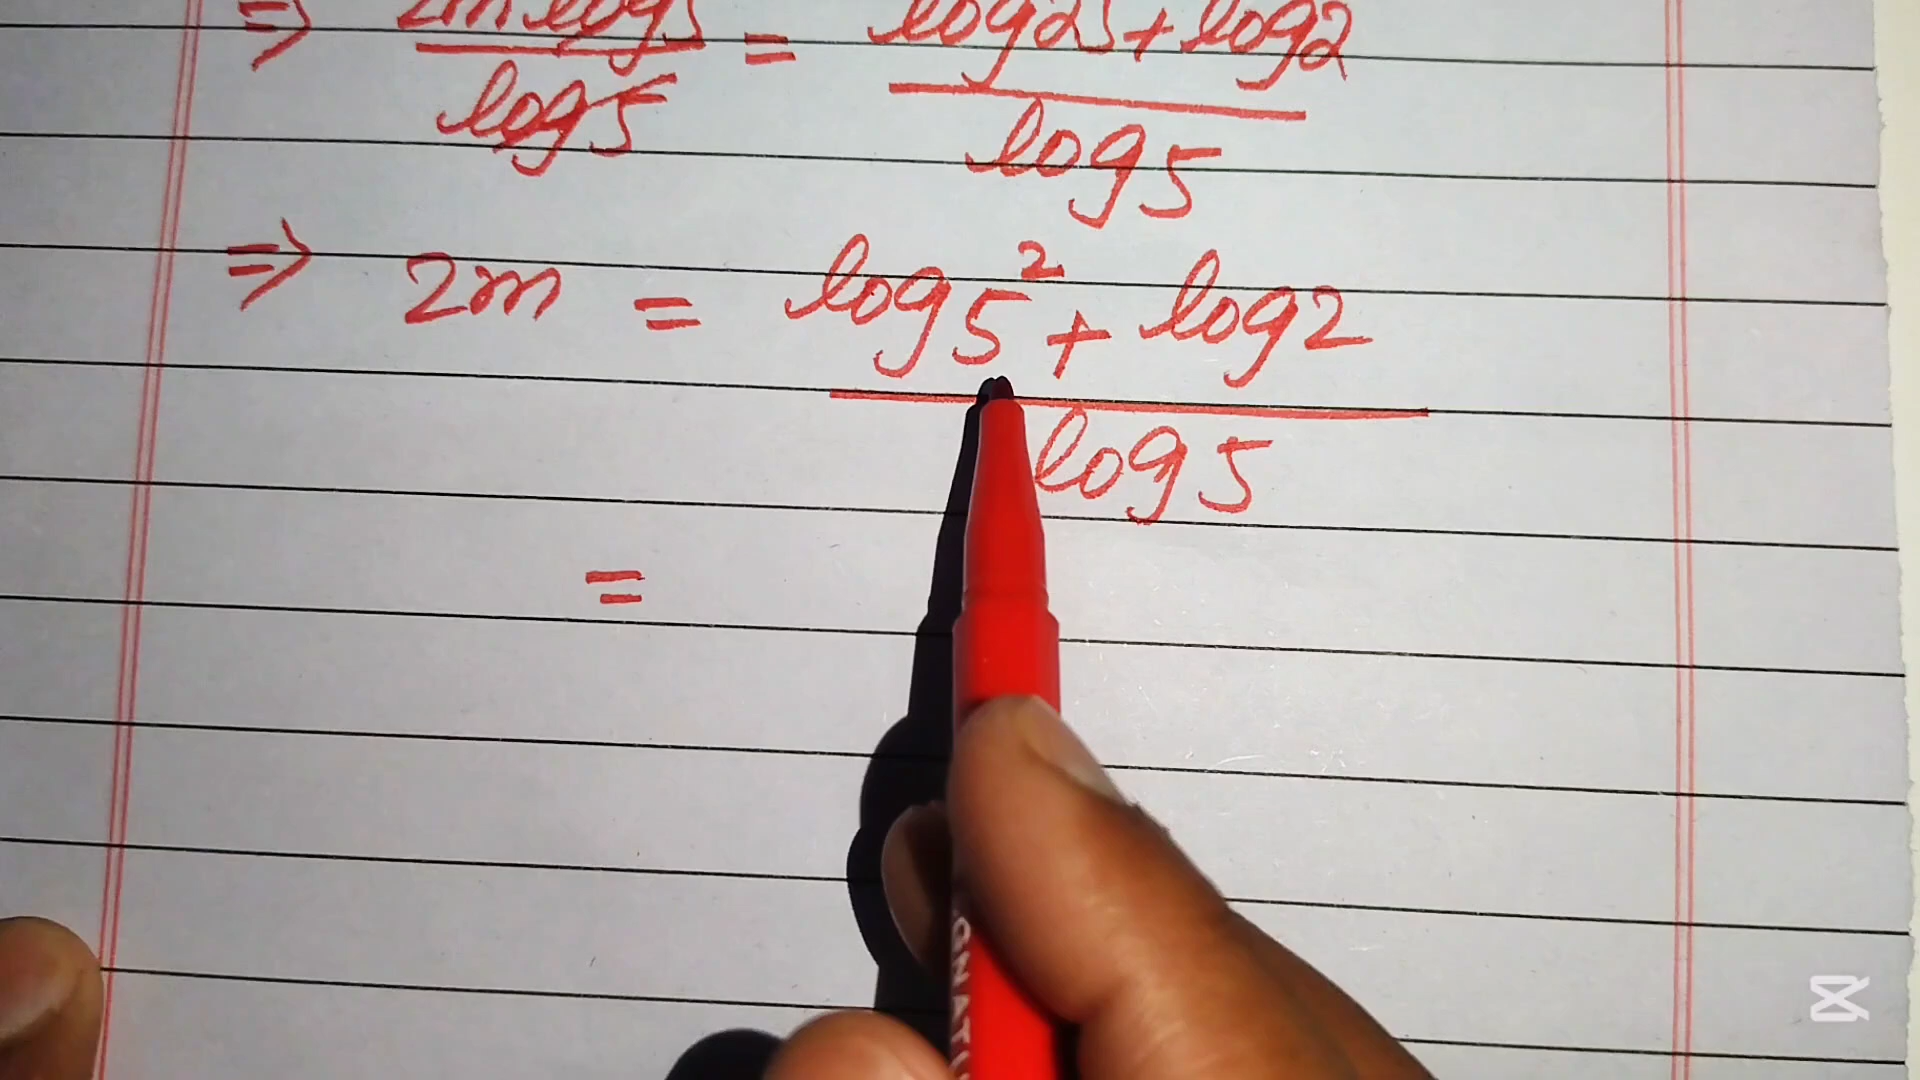 ⇒ 2m log5 / log5 = log25 + log2 / log5
⇒ 2m = log5² + log2 / log5
=